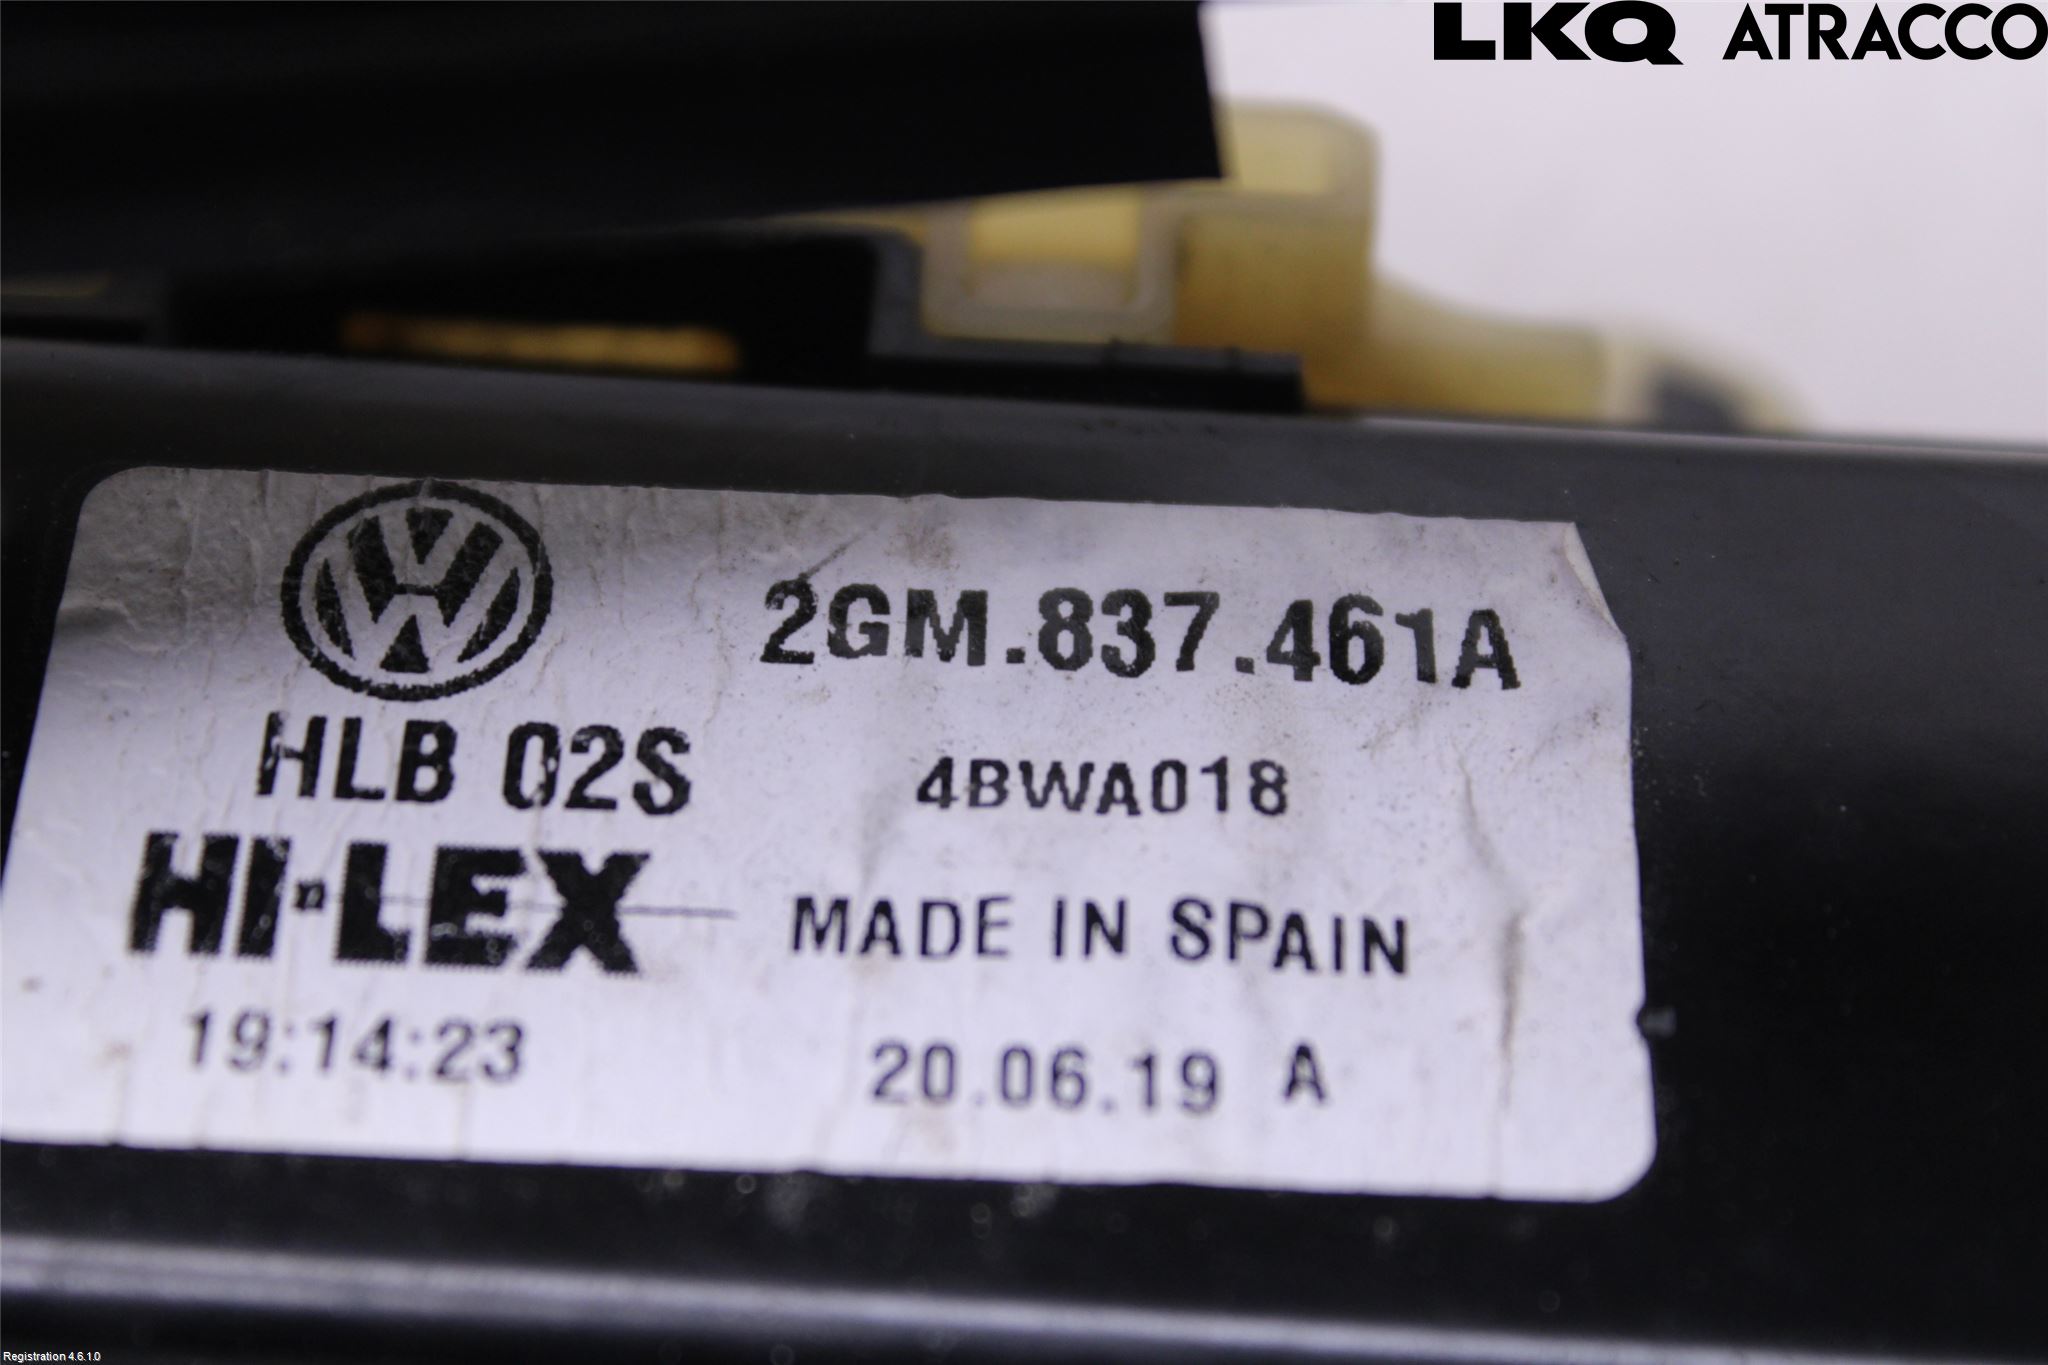 LKQ ATRACCO
2GM.837.461A
HLB 02S
4BWA018
HI-LEX
MADE IN SPAIN
19:14:23
20.06.19 A
Registration 4.6.1.0